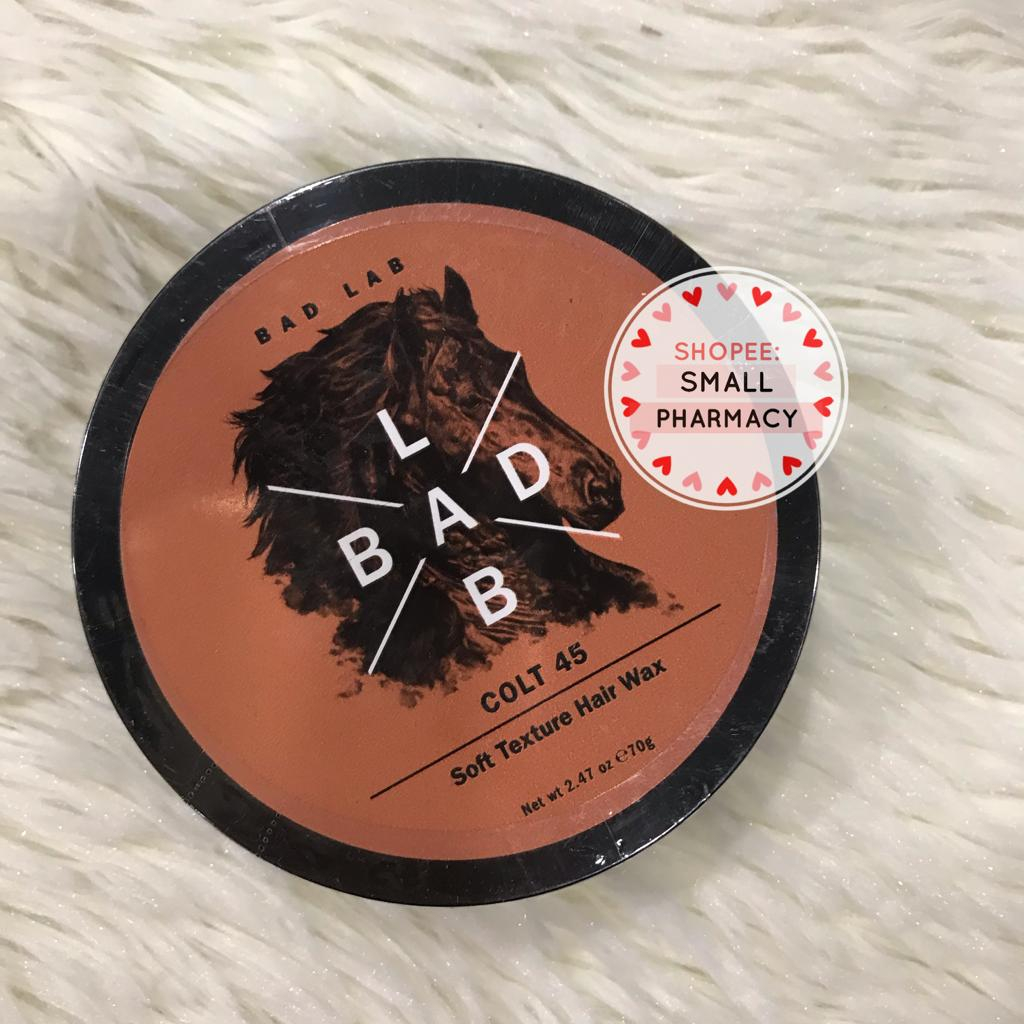 BAD LAB
L
BAD
B
COLT 45
Soft Texture Hair Wax
Net wt 2.47 oz ℮70g
SHOPEE:
SMALL
PHARMACY